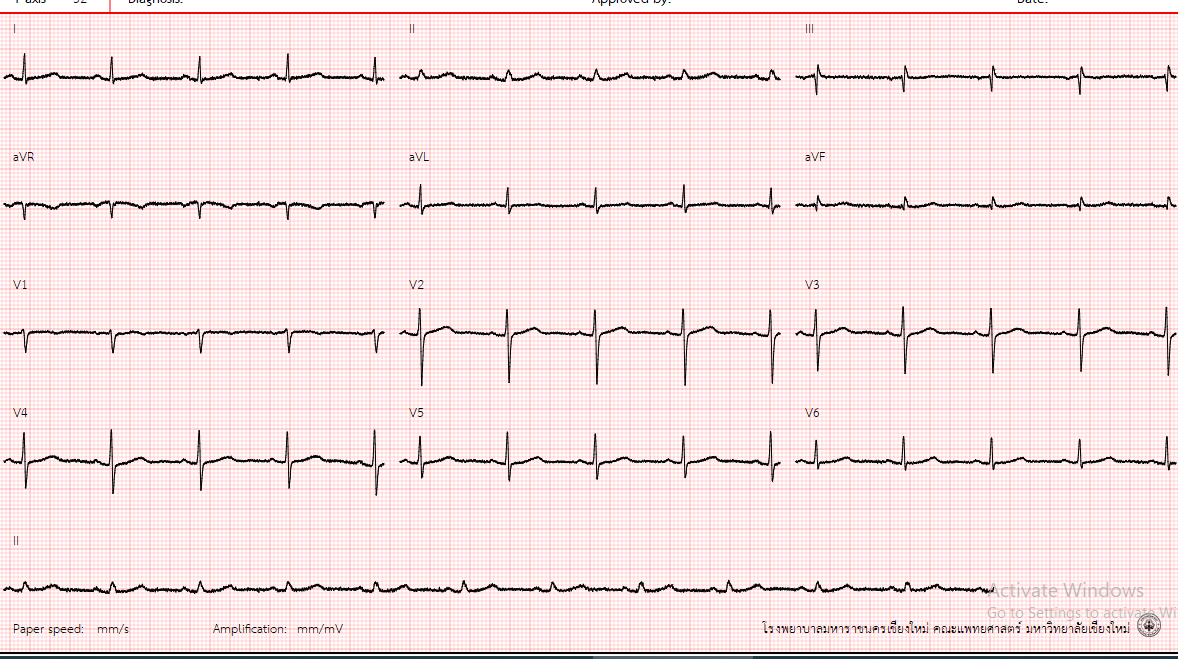 P axis 52 Diagnosis: Approved by: Date:
I II III
aVR aVL aVF
V1 V2 V3
V4 V5 V6
II
Activate Windows
Go to Settings to activate Wi
Paper speed: mm/s Amplification: mm/mV โรงพยาบาลมหาราชนครเชียงใหม่ คณะแพทยศาสตร์ มหาวิทยาลัยเชียงใหม่